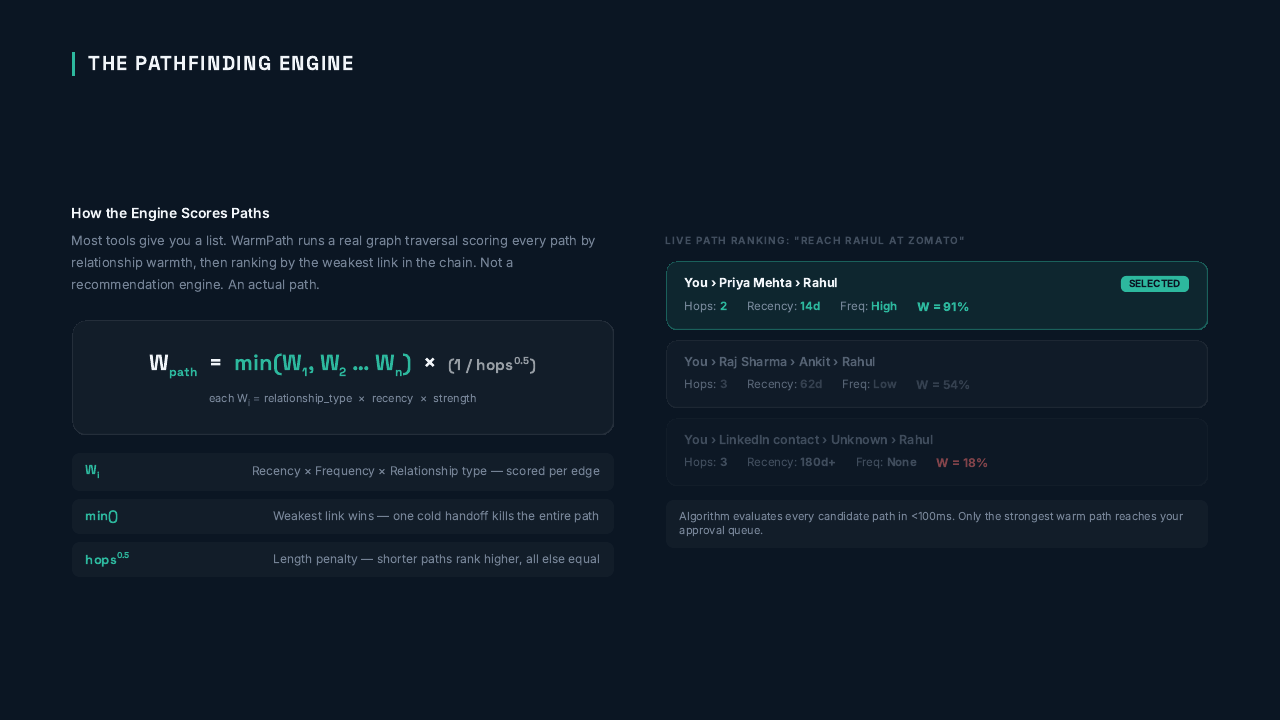 THE PATHFINDING ENGINE
How the Engine Scores Paths
Most tools give you a list. WarmPath runs a real graph traversal scoring every path by
relationship warmth, then ranking by the weakest link in the chain. Not a
recommendation engine. An actual path.
Wpath = min(W1, W2 ... Wn) × (1 / hops^0.5)
each Wi = relationship_type × recency × strength
Wi Recency × Frequency × Relationship type — scored per edge
min() Weakest link wins — one cold handoff kills the entire path
hops^0.5 Length penalty — shorter paths rank higher, all else equal
LIVE PATH RANKING: "REACH RAHUL AT ZOMATO"
You › Priya Mehta › Rahul SELECTED
Hops: 2 Recency: 14d Freq: High W = 91%
You › Raj Sharma › Ankit › Rahul
Hops: 3 Recency: 62d Freq: Low W = 54%
You › LinkedIn contact › Unknown › Rahul
Hops: 3 Recency: 180d+ Freq: None W = 18%
Algorithm evaluates every candidate path in <100ms. Only the strongest warm path reaches your
approval queue.